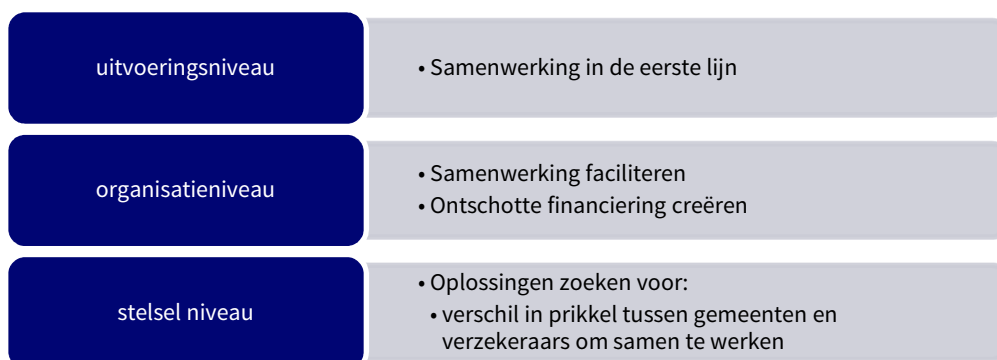 uitvoeringsniveau
• Samenwerking in de eerste lijn
organisatieniveau
• Samenwerking faciliteren
• Ontschotte financiering creëren
stelsel niveau
• Oplossingen zoeken voor:
• verschil in prikkel tussen gemeenten en
verzekeraars om samen te werken